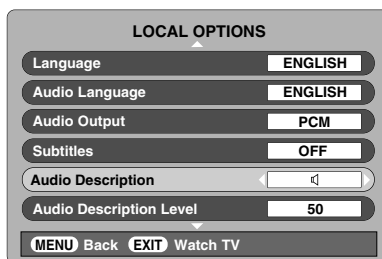 LOCAL OPTIONS
Language ENGLISH
Audio Language ENGLISH
Audio Output PCM
Subtitles OFF
Audio Description
Audio Description Level 50
MENU Back EXIT Watch TV